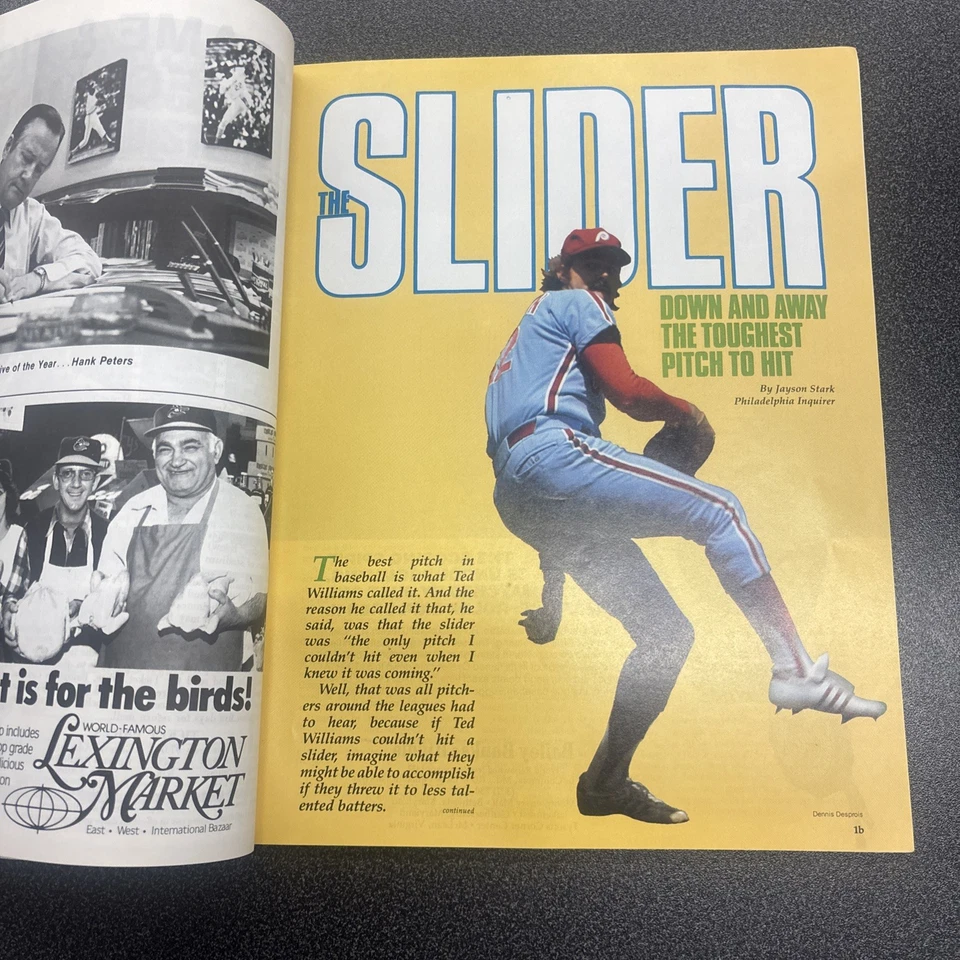 ive of the Year... Hank Peters
t is for the birds!
o includes
op grade
licious
on
WORLD-FAMOUS
LEXINGTON
MARKET
East • West • International Bazaar
THE
SLIDER
DOWN AND AWAY
THE TOUGHEST
PITCH TO HIT
By Jayson Stark
Philadelphia Inquirer
The best pitch in
baseball is what Ted
Williams called it. And the
reason he called it that, he
said, was that the slider
was “the only pitch I
couldn’t hit even when I
knew it was coming.”
Well, that was all pitch-
ers around the leagues had
to hear, because if Ted
Williams couldn’t hit a
slider, imagine what they
might be able to accomplish
if they threw it to less tal-
ented batters.
continued
Dennis Desprois
1b